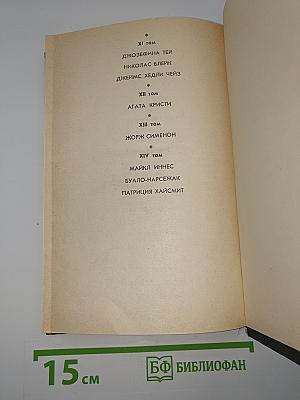 XI том
ДЖОЗЕФИНА ТЕЙ
НИКОЛАС БЛЕЙК
ДЖЕЙМС ХЕДЛИ ЧЕЙЗ
XII том
АГАТА КРИСТИ
XIII том
ЖОРЖ СИМЕНОН
XIV том
МАЙКЛ ИННЕС
БУАЛО-НАРСЕЖАК
ПАТРИЦИЯ ХАЙСМИТ
15 см
БФ БИБЛИОФАН